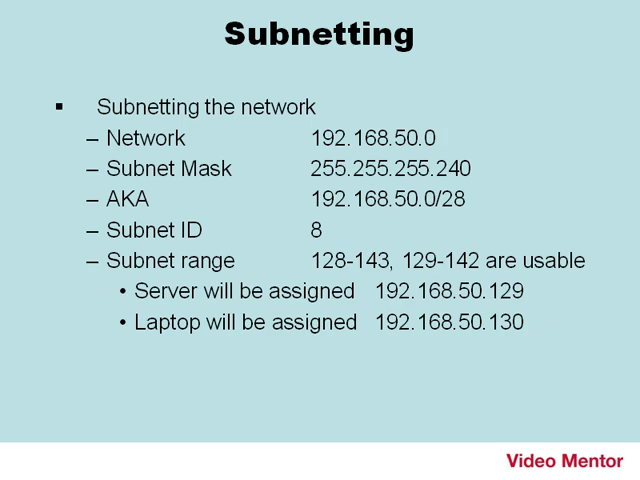 Subnetting
▪ Subnetting the network
– Network 192.168.50.0
– Subnet Mask 255.255.255.240
– AKA 192.168.50.0/28
– Subnet ID 8
– Subnet range 128-143, 129-142 are usable
• Server will be assigned 192.168.50.129
• Laptop will be assigned 192.168.50.130
Video Mentor